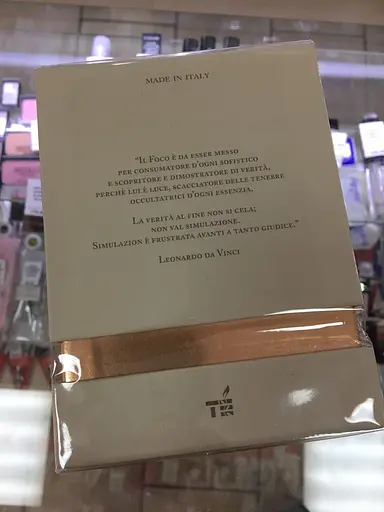 MADE IN ITALY
“IL FOCO È DA ESSER MESSO
PER CONSUMATORE D'OGNI SOFISTICO
E SCOPRITORE E DIMOSTRATORE DI VERITÀ,
PERCHÉ LUI È LUCE, SCACCIATORE DELLE TENEBRE
OCCULTATRICI D'OGNI ESSENZIA.
LA VERITÀ AL FINE NON SI CELA;
NON VAL SIMULAZIONE.
SIMULAZION È FRUSTRATA AVANTI A TANTO GIUDICE.”
LEONARDO DA VINCI